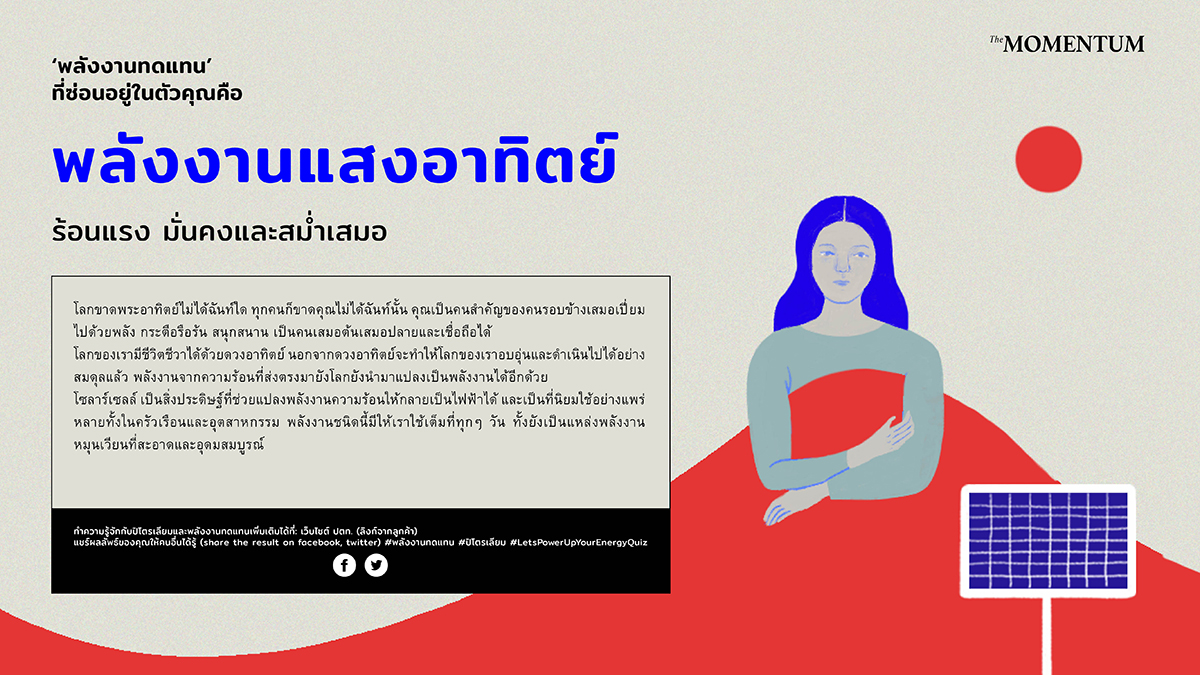 The MOMENTUM
‘พลังงานทดแทน’
ที่ซ่อนอยู่ในตัวคุณคือ
พลังงานแสงอาทิตย์
ร้อนแรง มั่นคงและสม่ำเสมอ
โลกขาดพระอาทิตย์ไม่ได้ฉันท์ใด ทุกคนก็ขาดคุณไม่ได้ฉันท์นั้น คุณเป็นคนสำคัญของคนรอบข้างเสมอเปี่ยม
ไปด้วยพลัง กระตือรือร้น สนุกสนาน เป็นคนเสมอต้นเสมอปลายและเชื่อถือได้
โลกของเรามีชีวิตชีวาได้ด้วยดวงอาทิตย์ นอกจากดวงอาทิตย์จะทำให้โลกของเราอบอุ่นและดำเนินไปได้อย่าง
สมดุลแล้ว พลังงานจากความร้อนที่ส่งตรงมายังโลกยังนำมาแปลงเป็นพลังงานได้อีกด้วย
โซลาร์เซลล์ เป็นสิ่งประดิษฐ์ที่ช่วยแปลงพลังงานความร้อนให้กลายเป็นไฟฟ้าได้ และเป็นที่นิยมใช้อย่างแพร่
หลายทั้งในครัวเรือนและอุตสาหกรรม พลังงานชนิดนี้มีให้เราใช้เต็มที่ทุกๆ วัน ทั้งยังเป็นแหล่งพลังงาน
หมุนเวียนที่สะอาดและอุดมสมบูรณ์
ทำความรู้จักกับปิโตรเลียมและพลังงานทดแทนเพิ่มเติมได้ที่: เว็บไซต์ ปตท. (ลิงก์จากลูกค้า)
แชร์ผลลัพธ์ของคุณให้คนอื่นได้รู้ (share the result on facebook, twitter) #พลังงานทดแทน #ปิโตรเลียม #LetsPowerUpYourEnergyQuiz